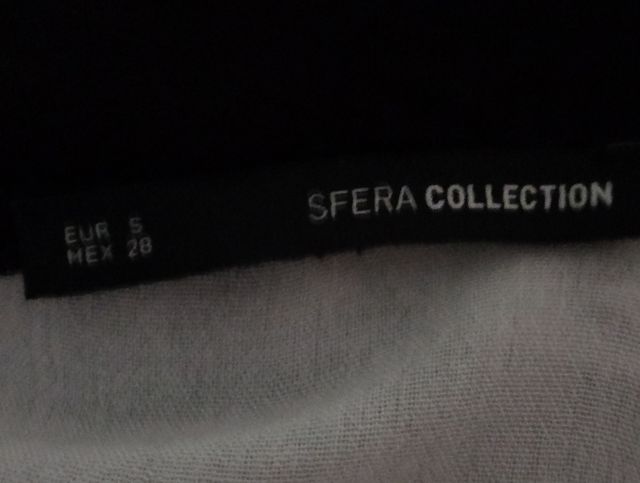 SFERA COLLECTION
EUR S
MEX 28